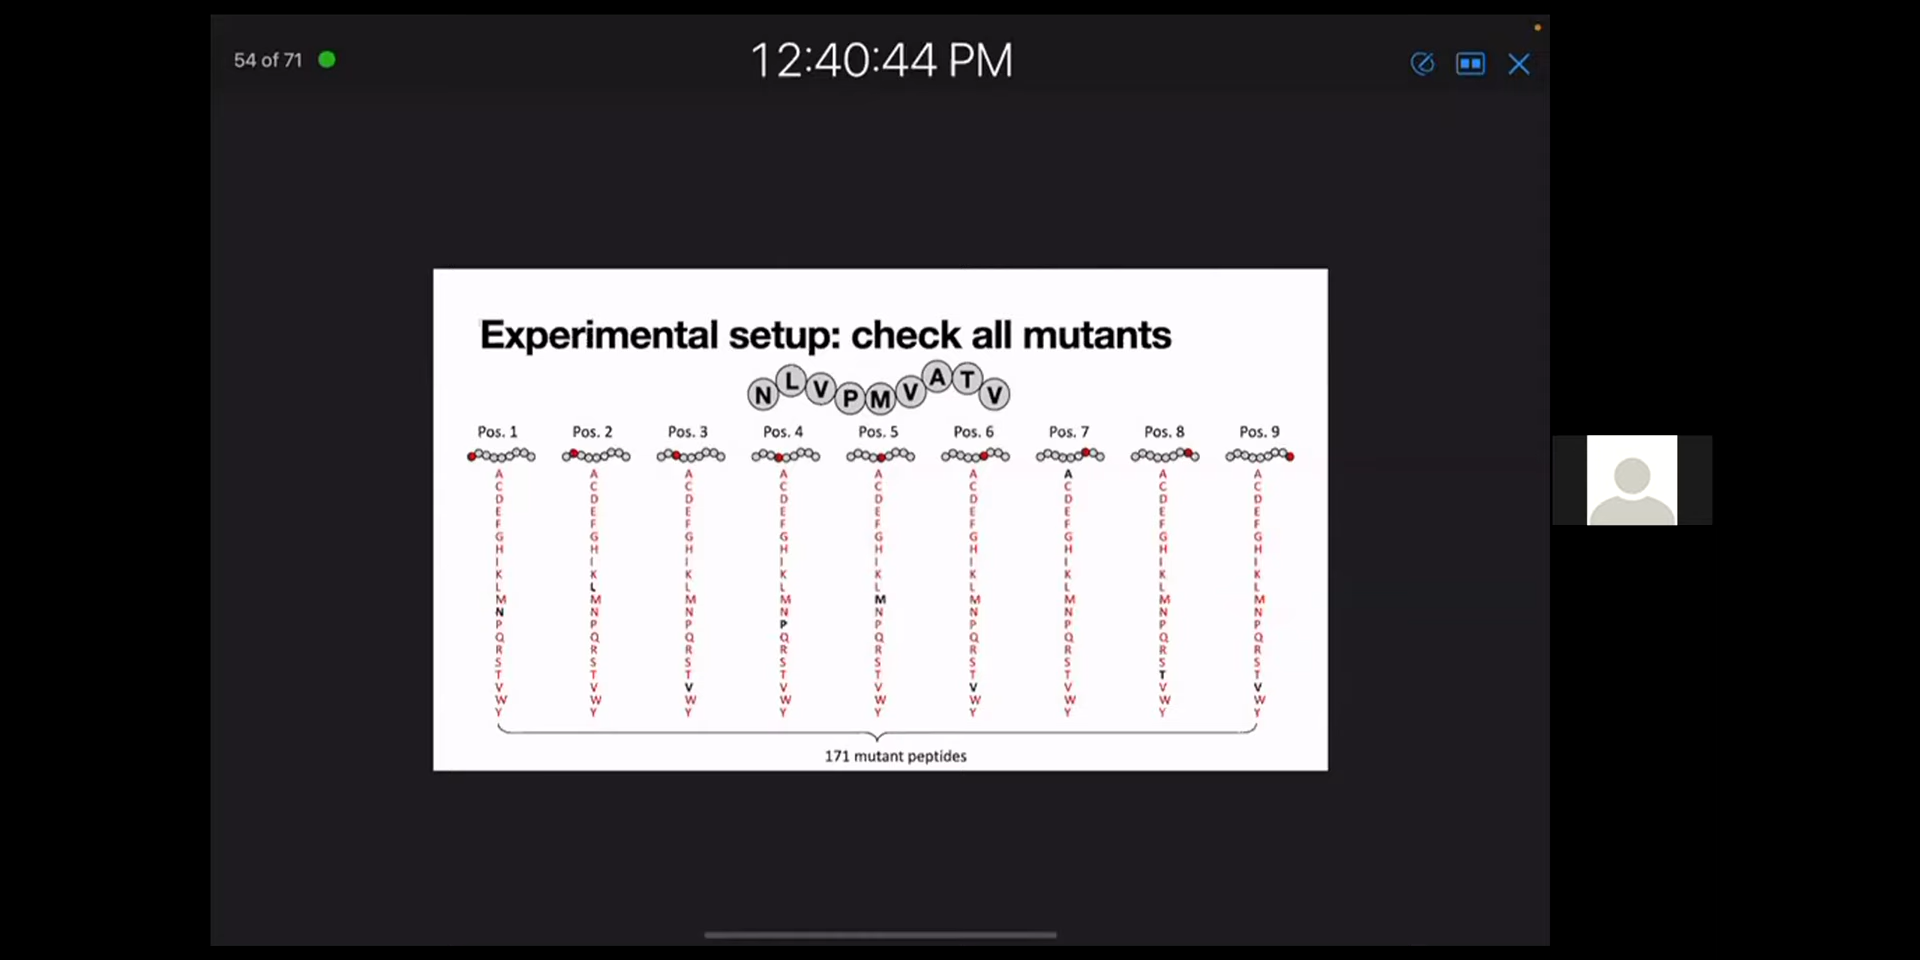 54 of 71
12:40:44 PM
Experimental setup: check all mutants
N L V P M V A T V
Pos. 1 Pos. 2 Pos. 3 Pos. 4 Pos. 5 Pos. 6 Pos. 7 Pos. 8 Pos. 9
A A A A A A A A A
C C C C C C C C C
D D D D D D D D D
E E E E E E E E E
F F F F F F F F F
G G G G G G G G G
H H H H H H H H H
I I I I I I I I I
K K K K K K K K K
L L L L L L L L L
M M M M M M M M M
N N N N N N N N N
P P P P P P P P P
Q Q Q Q Q Q Q Q Q
R R R R R R R R R
S S S S S S S S S
T T T T T T T T T
V V V V V V V V V
W W W W W W W W W
Y Y Y Y Y Y Y Y Y
171 mutant peptides